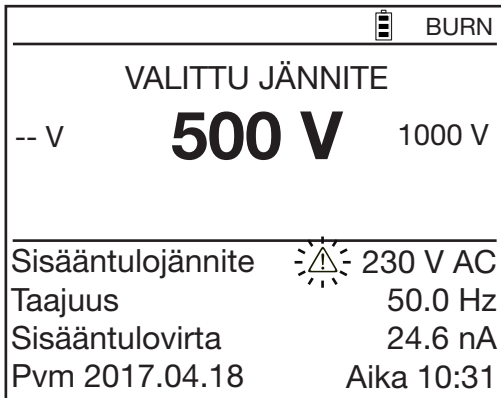 BURN
VALITTU JÄNNITE
-- V 500 V 1000 V
Sisääntulojännite 230 V AC
Taajuus 50.0 Hz
Sisääntulovirta 24.6 nA
Pvm 2017.04.18 Aika 10:31